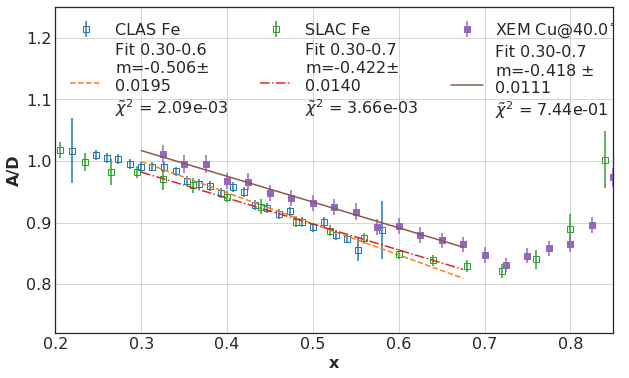 CLAS Fe
Fit 0.30-0.6
m=-0.506±
0.0195
χ̃² = 2.09e-03
SLAC Fe
Fit 0.30-0.7
m=-0.422±
0.0140
χ̃² = 3.66e-03
XEM Cu@40.0°
Fit 0.30-0.7
m=-0.418 ±
0.0111
χ̃² = 7.44e-01
A/D
1.2
1.1
1.0
0.9
0.8
0.2 0.3 0.4 0.5 0.6 0.7 0.8
x